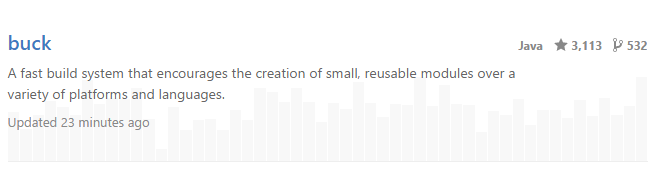 buck
Java 3,113 532
A fast build system that encourages the creation of small, reusable modules over a
variety of platforms and languages.
Updated 23 minutes ago